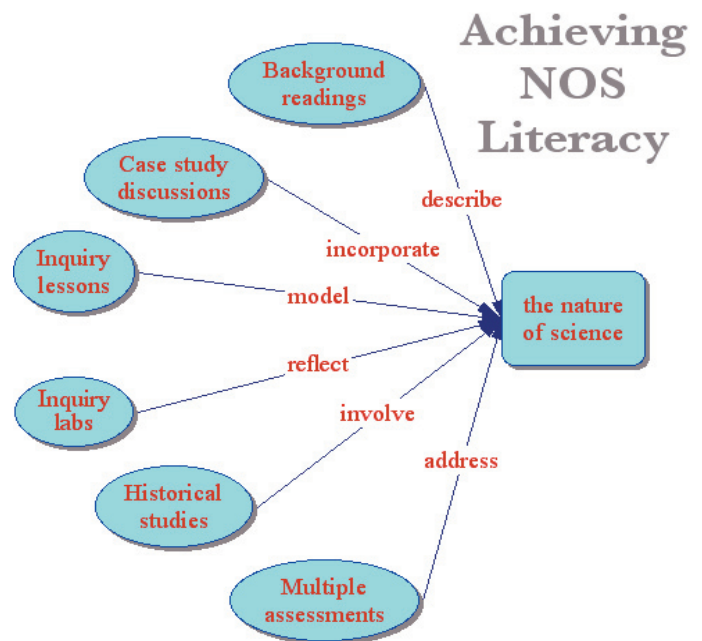 Achieving
NOS
Literacy
Background
readings
describe
Case study
discussions
incorporate
Inquiry
lessons
model
the nature
of science
Inquiry
labs
reflect
Historical
studies
involve
Multiple
assessments
address